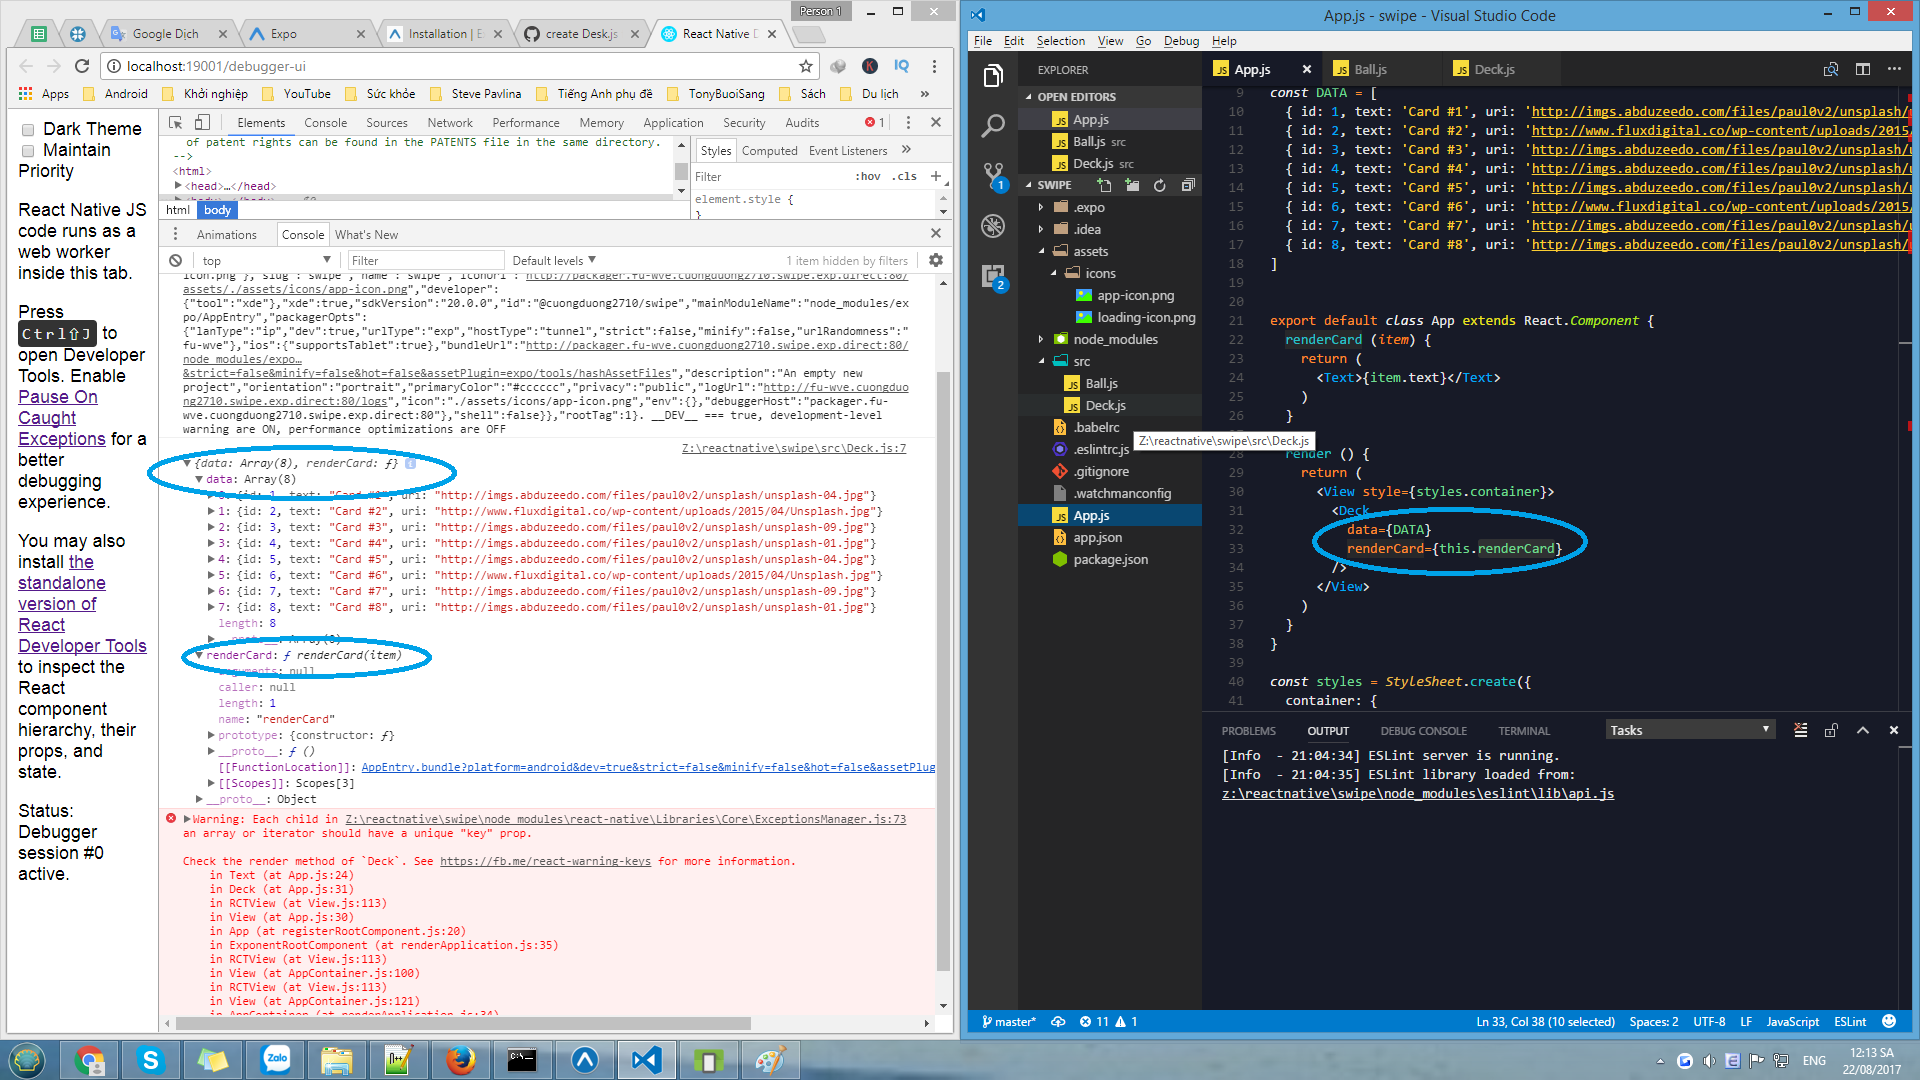 Person 1
Google Dịch
Expo
Installation | E
create Desk.js
React Native D
localhost:19001/debugger-ui
Apps
Android
Khởi nghiệp
YouTube
Sức khỏe
Steve Pavlina
Tiếng Anh phụ đề
TonyBuoiSang
Sách
Du lịch
»
Dark Theme
Maintain
Priority
React Native JS
code runs as a
web worker
inside this tab.
Press
Ctrl⇧J to
open Developer
Tools. Enable
Pause On
Caught
Exceptions for a
better
debugging
experience.
You may also
install the
standalone
version of
React
Developer Tools
to inspect the
React
component
hierarchy, their
props, and
state.
Status:
Debugger
session #0
active.
Elements Console Sources Network Performance Memory Application Security Audits 1
of patent rights can be found in the PATENTS file in the same directory.
-->
<html>
<head>…</head>
html body
Styles Computed Event Listeners »
Filter :hov .cls +
element.style {
}
Animations Console What's New
top Filter Default levels 1 item hidden by filters
icon.png"},"slug":"swipe","name":"swipe","iconUrl":"http://packager.fu-wve.cuongduong2710.swipe.exp.direct:80/
assets/./assets/icons/app-icon.png","developer":
{"tool":"xde"},"xde":true,"sdkVersion":"20.0.0","id":"@cuongduong2710/swipe","mainModuleName":"node_modules/ex
po/AppEntry","packagerOpts":
{"lanType":"ip","dev":true,"urlType":"exp","hostType":"tunnel","strict":false,"minify":false,"urlRandomness":"
fu-wve"},"ios":{"supportsTablet":true},"bundleUrl":"http://packager.fu-wve.cuongduong2710.swipe.exp.direct:80/
node_modules/expo…
&strict=false&minify=false&hot=false&assetPlugin=expo/tools/hashAssetFiles","description":"An empty new
project","orientation":"portrait","primaryColor":"#cccccc","privacy":"public","logUrl":"http://fu-wve.cuongduo
ng2710.swipe.exp.direct:80/logs","icon":"./assets/icons/app-icon.png","env":{},"debuggerHost":"packager.fu-
wve.cuongduong2710.swipe.exp.direct:80"},"shell":false}},"rootTag":1}. __DEV__ === true, development-level
warning are ON, performance optimizations are OFF
Z:\reactnative\swipe\src\Deck.js:7
{data: Array(8), renderCard: ƒ}
data: Array(8)
0: {id: 1, text: "Card #1", uri: "http://imgs.abduzeedo.com/files/paul0v2/unsplash/unsplash-04.jpg"}
1: {id: 2, text: "Card #2", uri: "http://www.fluxdigital.co/wp-content/uploads/2015/04/Unsplash.jpg"}
2: {id: 3, text: "Card #3", uri: "http://imgs.abduzeedo.com/files/paul0v2/unsplash/unsplash-09.jpg"}
3: {id: 4, text: "Card #4", uri: "http://imgs.abduzeedo.com/files/paul0v2/unsplash/unsplash-01.jpg"}
4: {id: 5, text: "Card #5", uri: "http://imgs.abduzeedo.com/files/paul0v2/unsplash/unsplash-04.jpg"}
5: {id: 6, text: "Card #6", uri: "http://www.fluxdigital.co/wp-content/uploads/2015/04/Unsplash.jpg"}
6: {id: 7, text: "Card #7", uri: "http://imgs.abduzeedo.com/files/paul0v2/unsplash/unsplash-09.jpg"}
7: {id: 8, text: "Card #8", uri: "http://imgs.abduzeedo.com/files/paul0v2/unsplash/unsplash-01.jpg"}
length: 8
__proto__: Array(0)
renderCard: ƒ renderCard(item)
arguments: null
caller: null
length: 1
name: "renderCard"
prototype: {constructor: ƒ}
__proto__: ƒ ()
[[FunctionLocation]]: AppEntry.bundle?platform=android&dev=true&strict=false&minify=false&hot=false&assetPlug
[[Scopes]]: Scopes[3]
__proto__: Object
Warning: Each child in Z:\reactnative\swipe\node_modules\react-native\Libraries\Core\ExceptionsManager.js:73
an array or iterator should have a unique "key" prop.
Check the render method of `Deck`. See https://fb.me/react-warning-keys for more information.
in Text (at App.js:24)
in Deck (at App.js:31)
in RCTView (at View.js:113)
in View (at App.js:30)
in App (at registerRootComponent.js:20)
in ExponentRootComponent (at renderApplication.js:35)
in RCTView (at View.js:113)
in View (at AppContainer.js:100)
in RCTView (at View.js:113)
in View (at AppContainer.js:121)
in AppContainer (at renderApplication.js:34)
App.js - swipe - Visual Studio Code
File Edit Selection View Go Debug Help
EXPLORER
OPEN EDITORS
App.js
Ball.js src
Deck.js src
SWIPE
.expo
.idea
assets
icons
app-icon.png
loading-icon.png
node_modules
src
Ball.js
Deck.js
.babelrc
.eslintrc.js
.gitignore
.watchmanconfig
App.js
app.json
package.json
1
2
Z:\reactnative\swipe\src\Deck.js
App.js Ball.js Deck.js
9 const DATA = [
10 { id: 1, text: 'Card #1', uri: 'http://imgs.abduzeedo.com/files/paul0v2/unsplash/u
11 { id: 2, text: 'Card #2', uri: 'http://www.fluxdigital.co/wp-content/uploads/2015/
12 { id: 3, text: 'Card #3', uri: 'http://imgs.abduzeedo.com/files/paul0v2/unsplash/u
13 { id: 4, text: 'Card #4', uri: 'http://imgs.abduzeedo.com/files/paul0v2/unsplash/u
14 { id: 5, text: 'Card #5', uri: 'http://imgs.abduzeedo.com/files/paul0v2/unsplash/u
15 { id: 6, text: 'Card #6', uri: 'http://www.fluxdigital.co/wp-content/uploads/2015/
16 { id: 7, text: 'Card #7', uri: 'http://imgs.abduzeedo.com/files/paul0v2/unsplash/u
17 { id: 8, text: 'Card #8', uri: 'http://imgs.abduzeedo.com/files/paul0v2/unsplash/u
18 ]
19
20
21 export default class App extends React.Component {
22 renderCard (item) {
23 return (
24 <Text>{item.text}</Text>
25 )
26 }
28 render () {
29 return (
30 <View style={styles.container}>
31 <Deck
32 data={DATA}
33 renderCard={this.renderCard}
34 />
35 </View>
36 )
37 }
38 }
39
40 const styles = StyleSheet.create({
41 container: {
PROBLEMS OUTPUT DEBUG CONSOLE TERMINAL Tasks
[Info - 21:04:34] ESLint server is running.
[Info - 21:04:35] ESLint library loaded from:
z:\reactnative\swipe\node_modules\eslint\lib\api.js
master* 11 1 Ln 33, Col 38 (10 selected) Spaces: 2 UTF-8 LF JavaScript ESLint
ENG
12:13 SA
22/08/2017